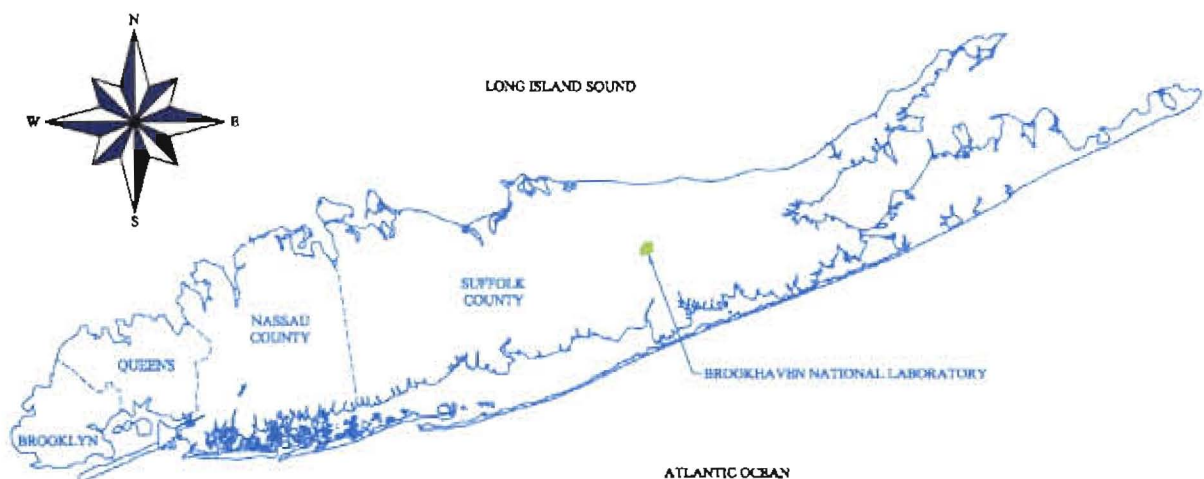 N
W
E
S
LONG ISLAND SOUND
SUFFOLK
COUNTY
NASSAU
COUNTY
QUEENS
BROOKHAVEN NATIONAL LABORATORY
BROOKLYN
ATLANTIC OCEAN